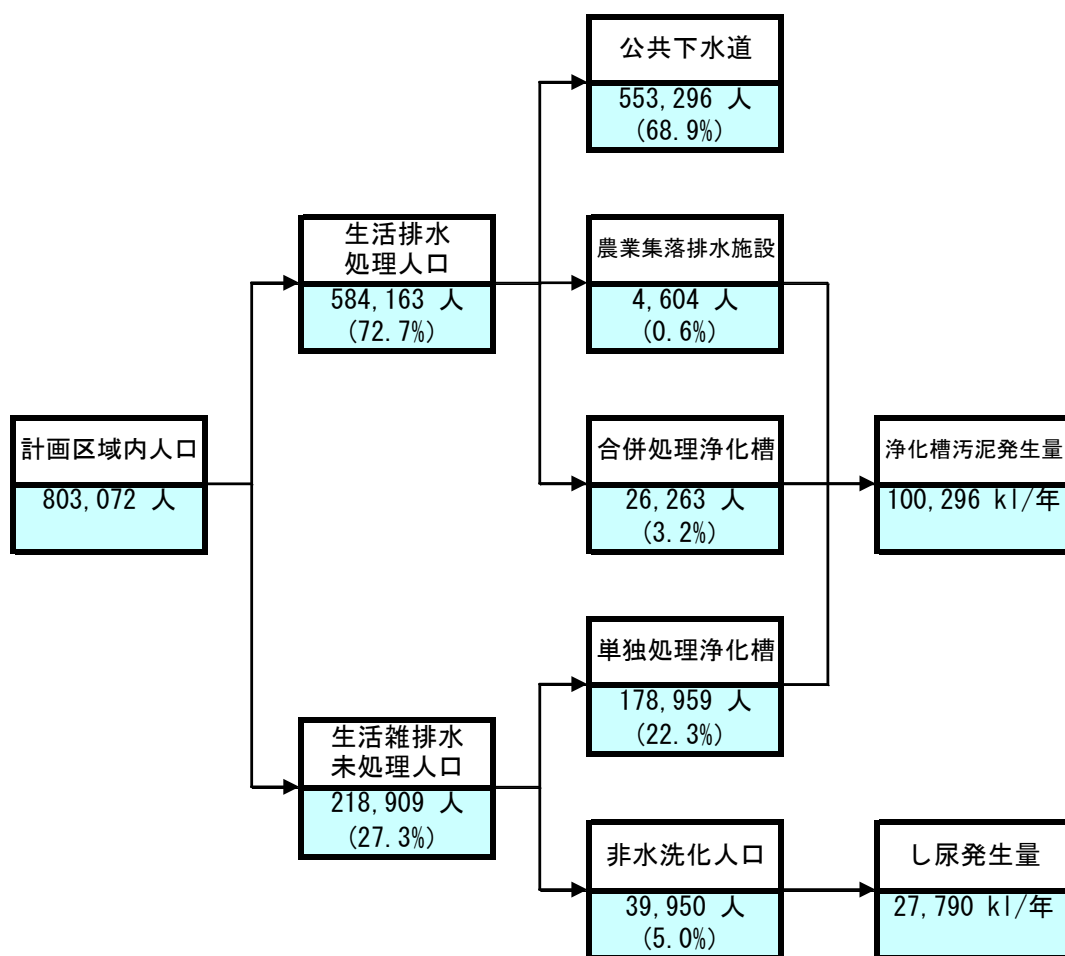 公共下水道
553,296 人
(68.9%)
生活排水
処理人口
584,163 人
(72.7%)
農業集落排水施設
4,604 人
(0.6%)
計画区域内人口
803,072 人
合併処理浄化槽
26,263 人
(3.2%)
浄化槽汚泥発生量
100,296 kl/年
単独処理浄化槽
178,959 人
(22.3%)
生活雑排水
未処理人口
218,909 人
(27.3%)
非水洗化人口
39,950 人
(5.0%)
し尿発生量
27,790 kl/年